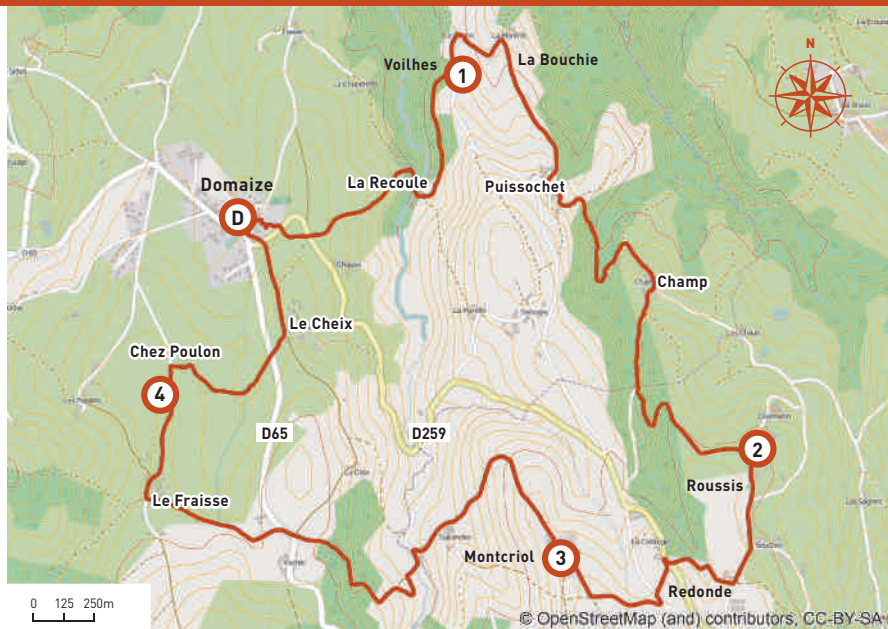 N
Voilhes
1
La Bouchie
Domaize
D
La Recoule
Puissochet
Champ
Le Cheix
Chez Poulon
4
D65
D259
2
Roussis
Le Fraisse
Montcriol
3
Redonde
0 125 250m
© OpenStreetMap (and) contributors, CC-BY-SA